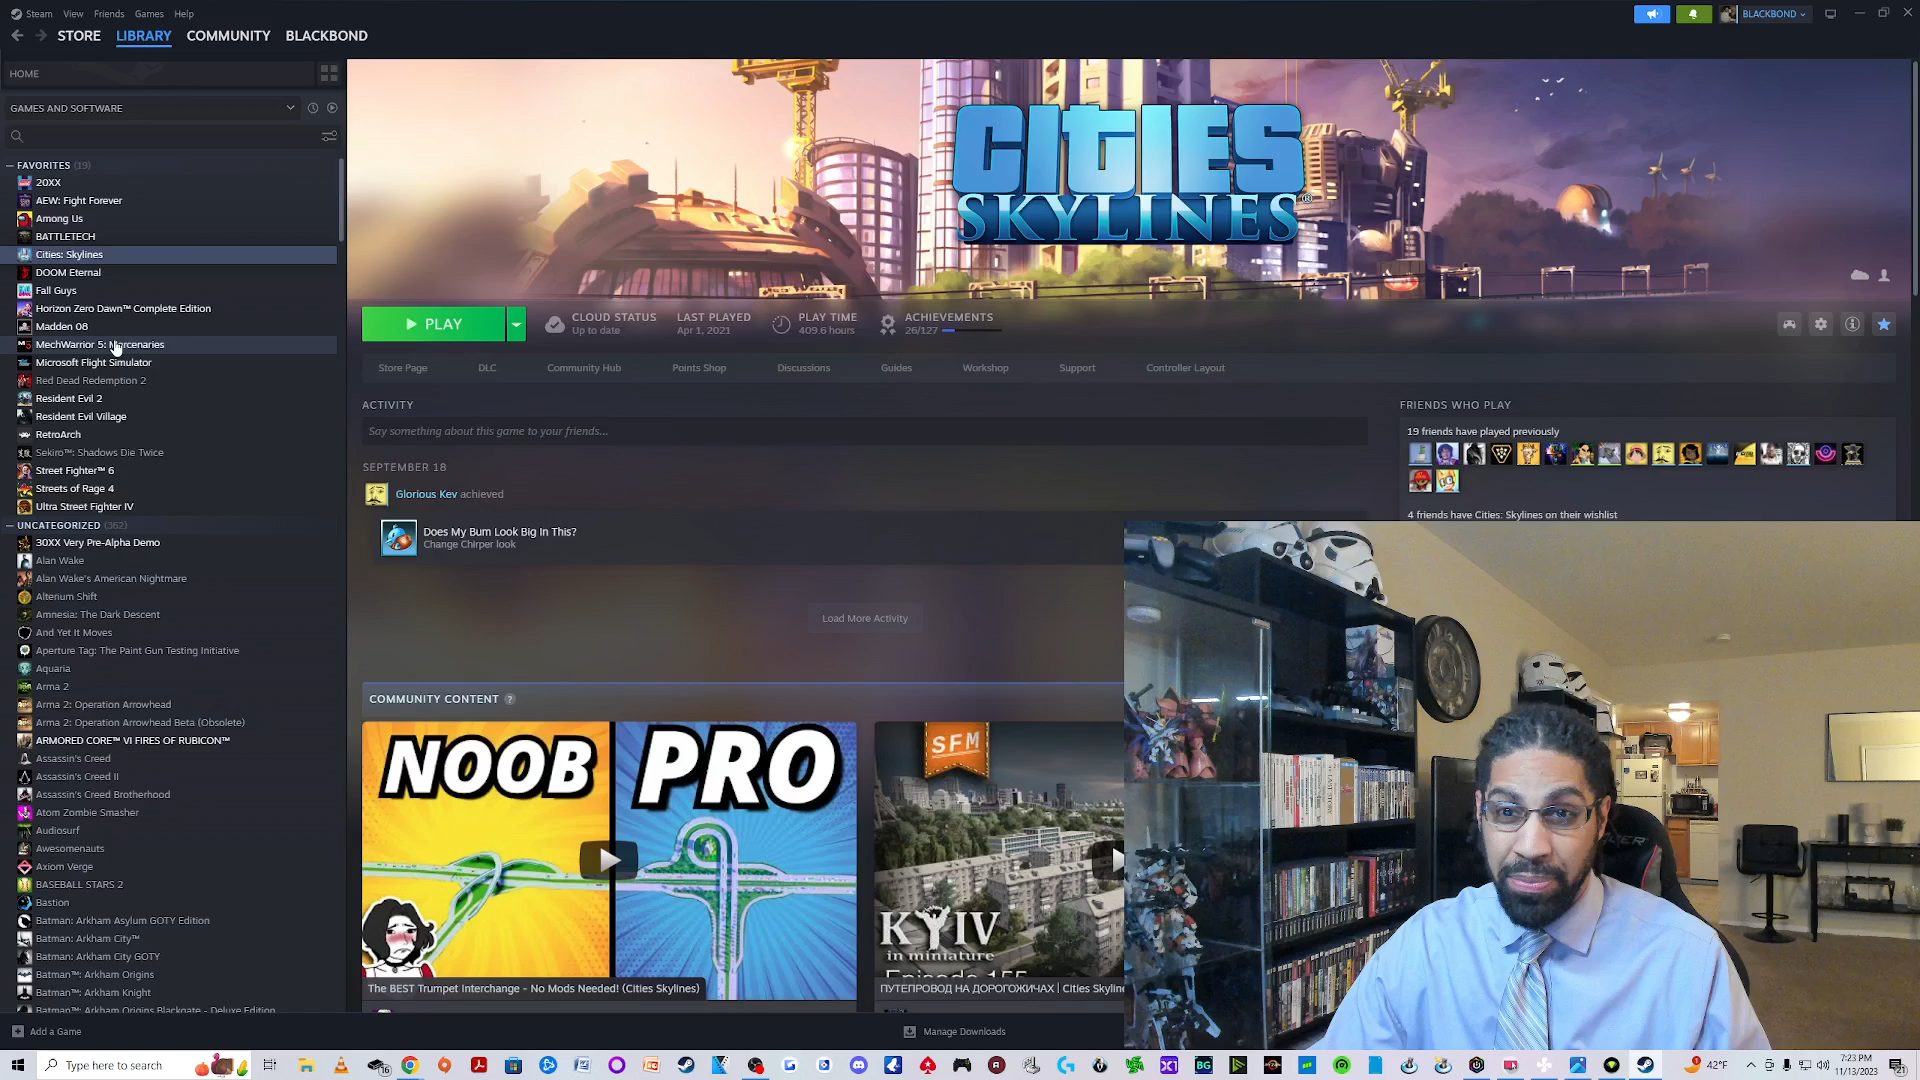 Steam View Friends Games Help
BLACKBOND
STORE LIBRARY COMMUNITY BLACKBOND
HOME
GAMES AND SOFTWARE
FAVORITES (19)
20XX
AEW: Fight Forever
Among Us
BATTLETECH
Cities: Skylines
DOOM Eternal
Fall Guys
Horizon Zero Dawn™ Complete Edition
Madden 08
MechWarrior 5: Mercenaries
Microsoft Flight Simulator
Red Dead Redemption 2
Resident Evil 2
Resident Evil Village
RetroArch
Sekiro™: Shadows Die Twice
Street Fighter™ 6
Streets of Rage 4
Ultra Street Fighter IV
UNCATEGORIZED (362)
30XX Very Pre-Alpha Demo
Alan Wake
Alan Wake's American Nightmare
Alterium Shift
Amnesia: The Dark Descent
And Yet It Moves
Aperture Tag: The Paint Gun Testing Initiative
Aquaria
Arma 2
Arma 2: Operation Arrowhead
Arma 2: Operation Arrowhead Beta (Obsolete)
ARMORED CORE™ VI FIRES OF RUBICON™
Assassin's Creed
Assassin's Creed II
Assassin's Creed Brotherhood
Atom Zombie Smasher
Audiosurf
Awesomenauts
Axiom Verge
BASEBALL STARS 2
Bastion
Batman: Arkham Asylum GOTY Edition
Batman: Arkham City™
Batman: Arkham City GOTY
Batman™: Arkham Origins
Batman™: Arkham Knight
Batman™: Arkham Origins Blackgate - Deluxe Edition
Add a Game
CITIES
SKYLINES®
PLAY
CLOUD STATUS
Up to date
LAST PLAYED
Apr 1, 2021
PLAY TIME
409.6 hours
ACHIEVEMENTS
26/127
Store Page DLC Community Hub Points Shop Discussions Guides Workshop Support Controller Layout
ACTIVITY
Say something about this game to your friends...
SEPTEMBER 18
Glorious Kev achieved
Does My Bum Look Big In This?
Change Chirper look
Load More Activity
FRIENDS WHO PLAY
19 friends have played previously
4 friends have Cities: Skylines on their wishlist
COMMUNITY CONTENT ?
NOOB PRO
The BEST Trumpet Interchange - No Mods Needed! (Cities Skylines)
SFM
KYIV
in miniature
Episode 155
ПУТЕПРОВОД НА ДОРОГОЖИЧАХ | Cities Skyline
Manage Downloads
Type here to search
16
42°F
7:23 PM
11/13/2023
21